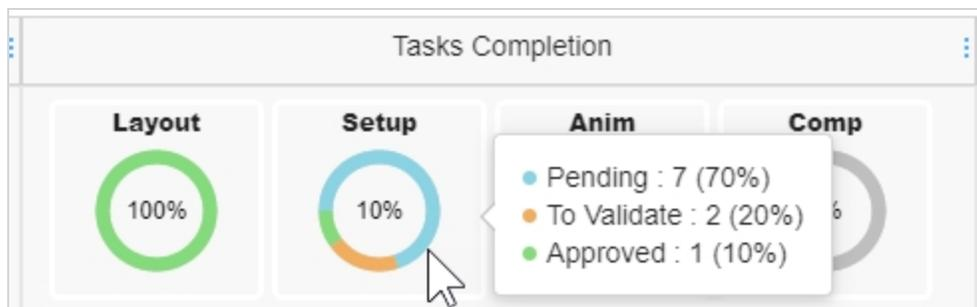 Tasks Completion
Layout
Setup
Anim
Comp
100%
10%
Pending : 7 (70%)
To Validate : 2 (20%)
Approved : 1 (10%)